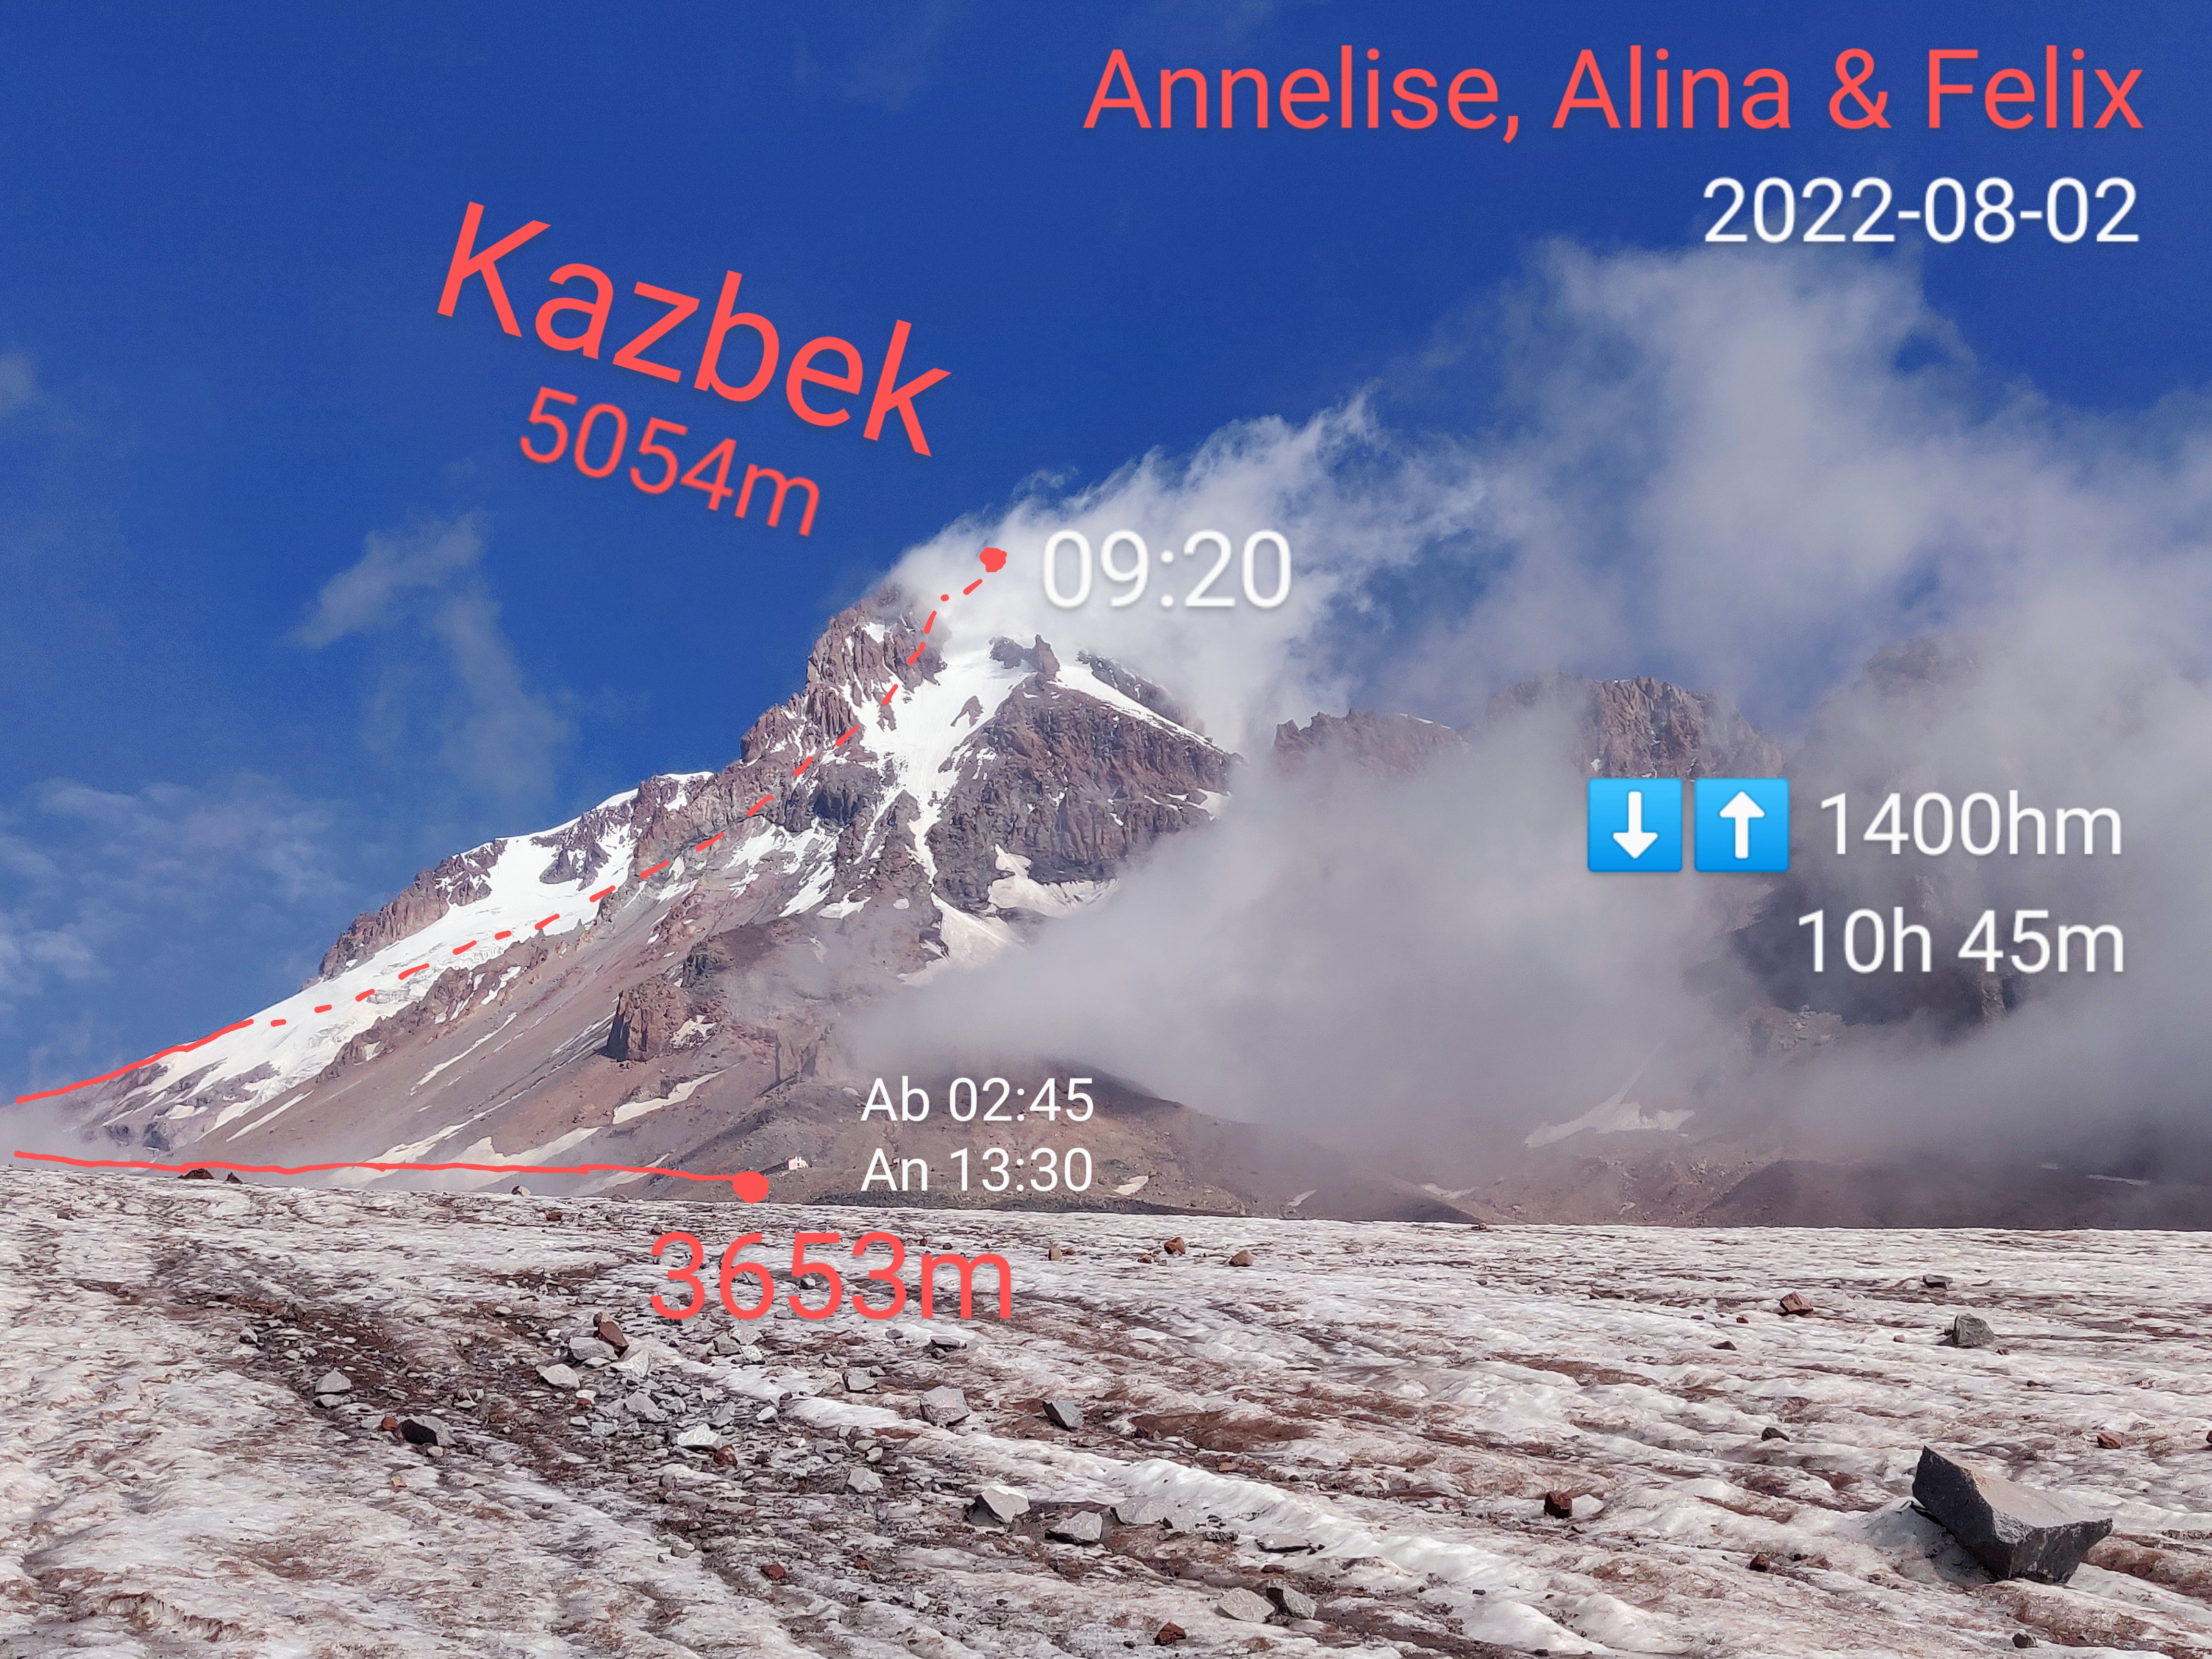 Annelise, Alina & Felix
2022-08-02
Kazbek
5054m
09:20
⬇️⬆️ 1400hm
10h 45m
Ab 02:45
An 13:30
3653m